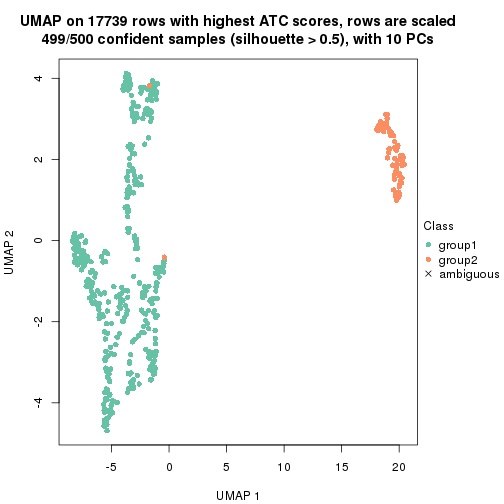 UMAP on 17739 rows with highest ATC scores, rows are scaled
499/500 confident samples (silhouette > 0.5), with 10 PCs
4
2
0
-2
-4
UMAP 2
-5
0
5
10
15
20
UMAP 1
Class
group1
group2
ambiguous